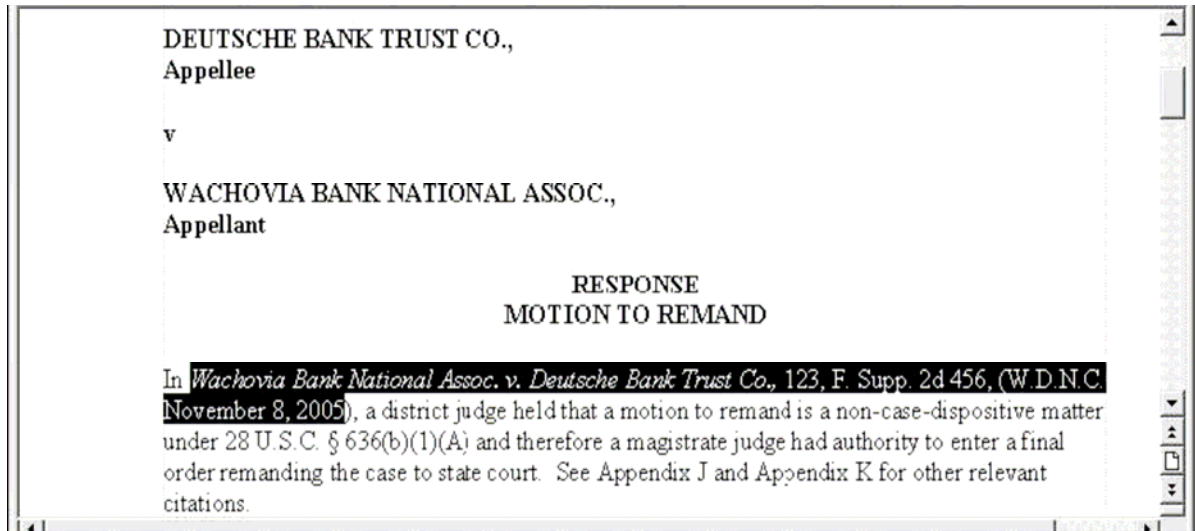 DEUTSCHE BANK TRUST CO.,
Appellee
v
WACHOVIA BANK NATIONAL ASSOC.,
Appellant
RESPONSE
MOTION TO REMAND
In Wachovia Bank National Assoc. v. Deutsche Bank Trust Co., 123, F. Supp. 2d 456, (W.D.N.C.
November 8, 2005), a district judge held that a motion to remand is a non-case-dispositive matter
under 28 U.S.C. § 636(b)(1)(A) and therefore a magistrate judge had authority to enter a final
order remanding the case to state court.  See Appendix J and Appendix K for other relevant
citations.